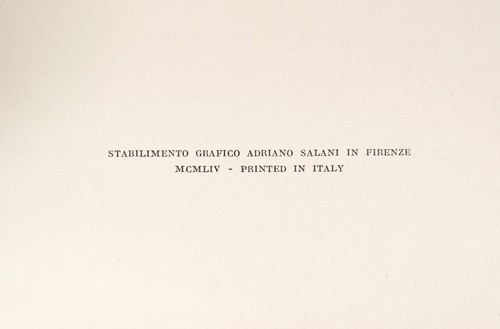 STABILIMENTO GRAFICO ADRIANO SALANI IN FIRENZE
MCMLIV - PRINTED IN ITALY